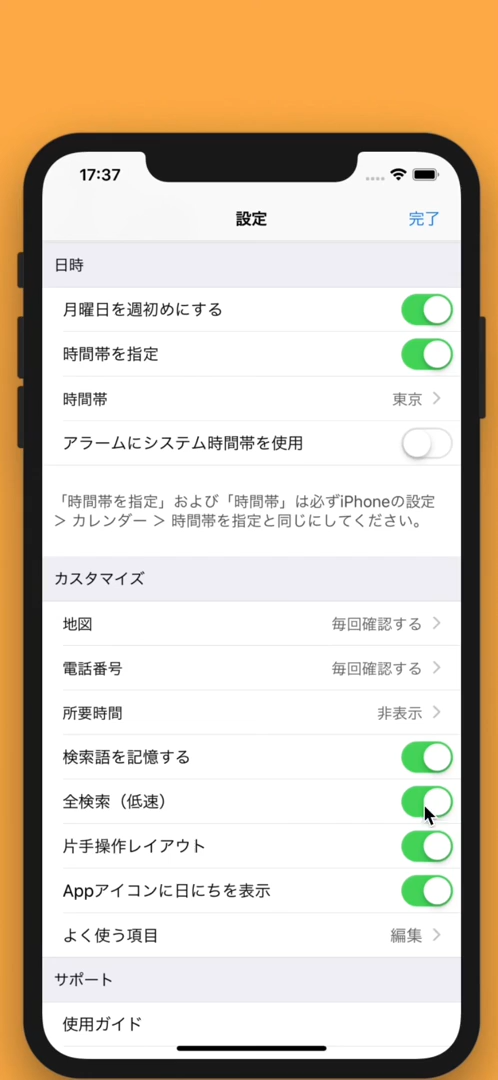 17:37
設定
完了
日時
月曜日を週初めにする
時間帯を指定
時間帯 東京
アラームにシステム時間帯を使用
「時間帯を指定」および「時間帯」は必ずiPhoneの設定
> カレンダー > 時間帯を指定と同じにしてください。
カスタマイズ
地図 毎回確認する
電話番号 毎回確認する
所要時間 非表示
検索語を記憶する
全検索（低速）
片手操作レイアウト
Appアイコンに日にちを表示
よく使う項目 編集
サポート
使用ガイド